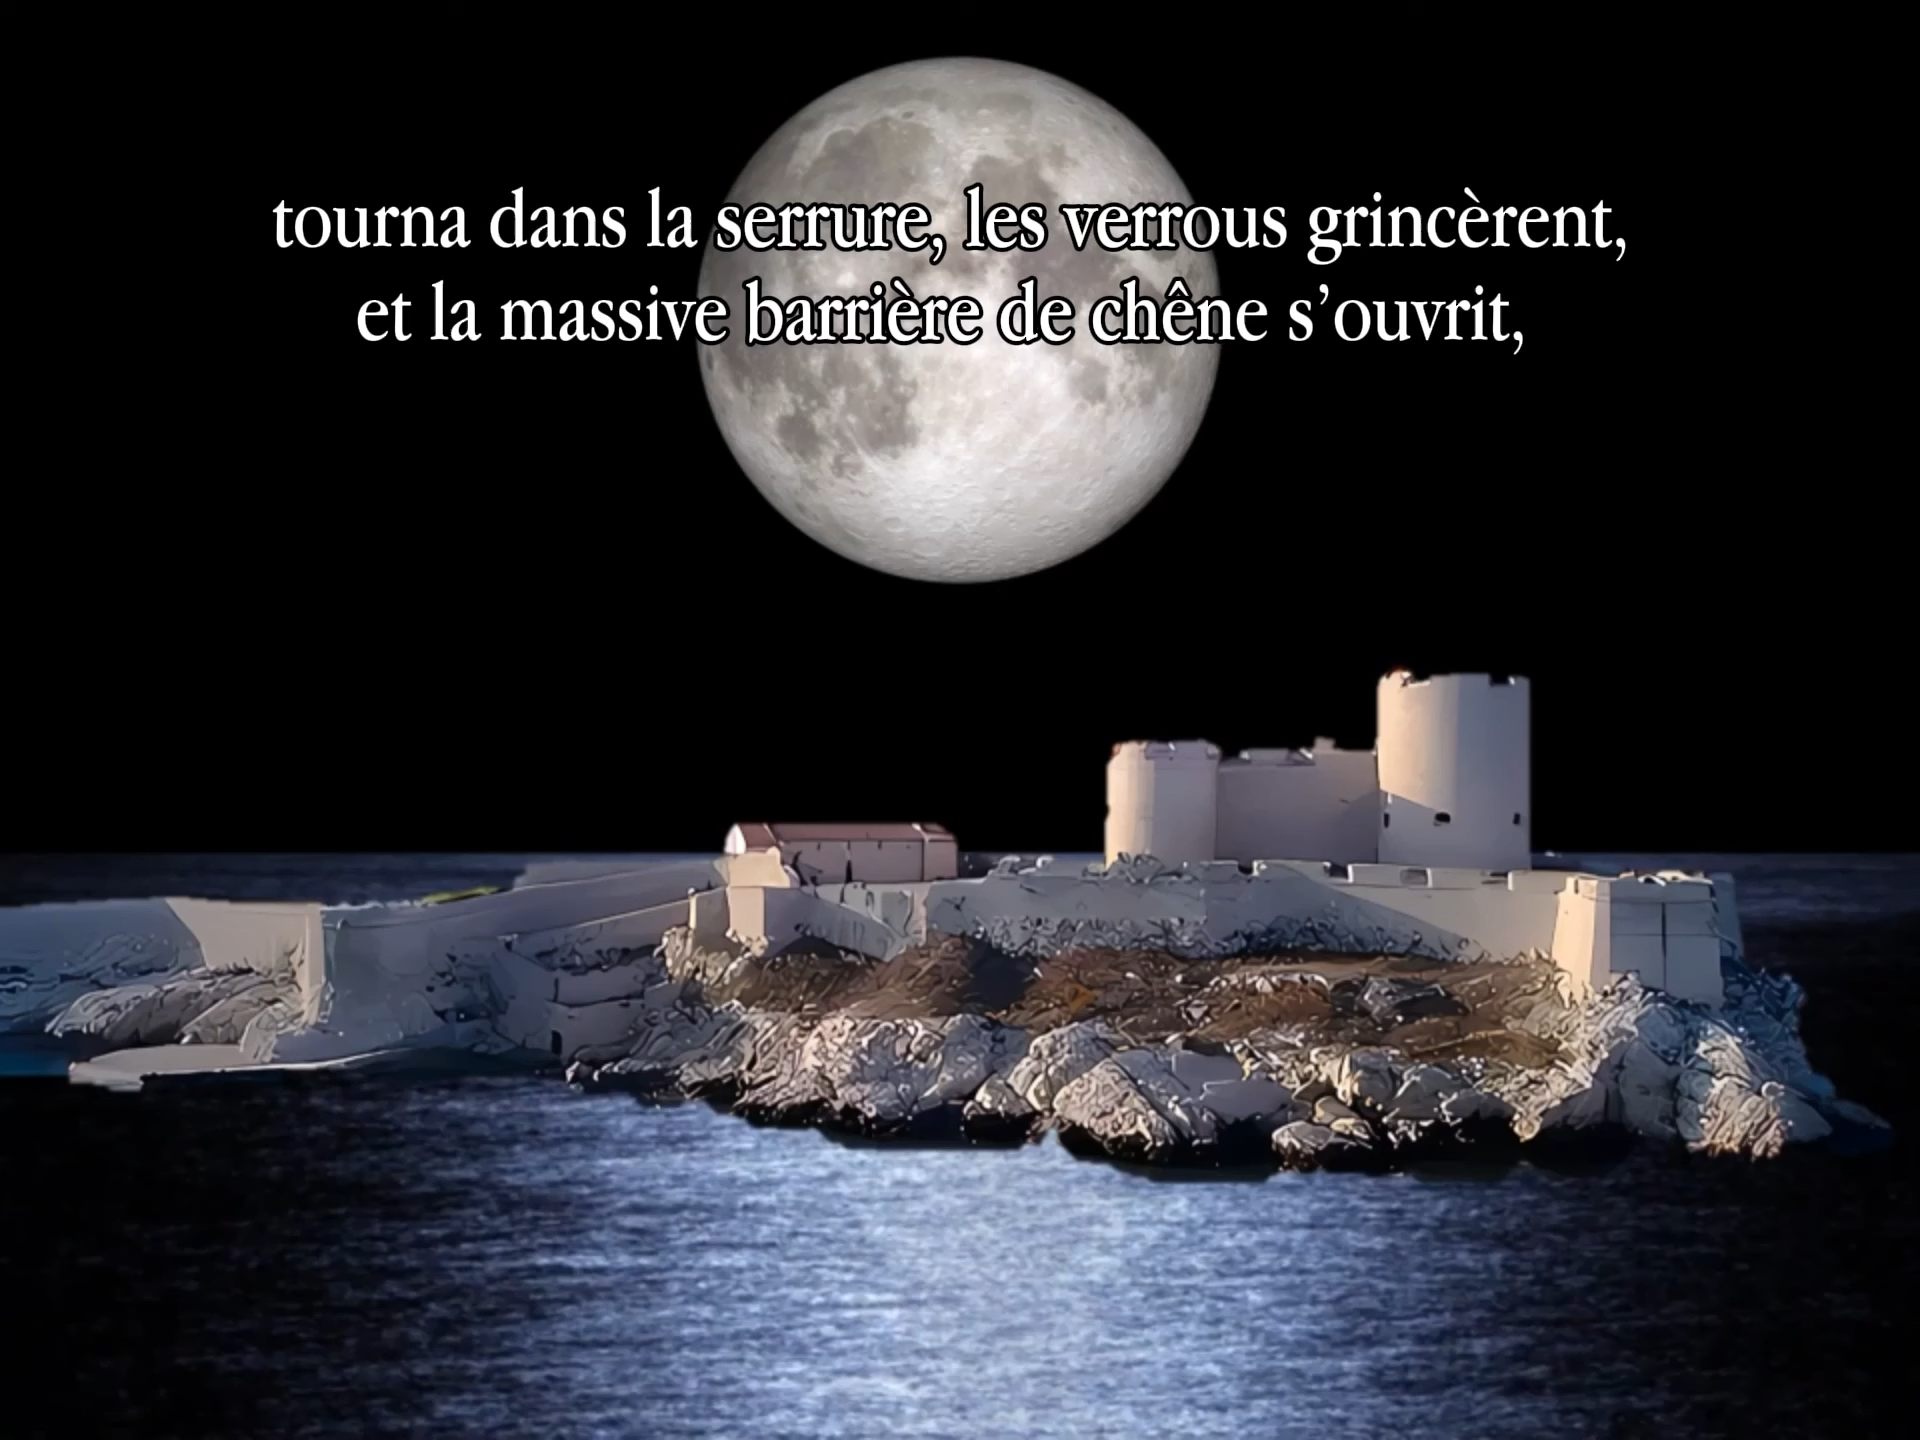 tourna dans la serrure, les verrous grincèrent,
et la massive barrière de chêne s’ouvrit,